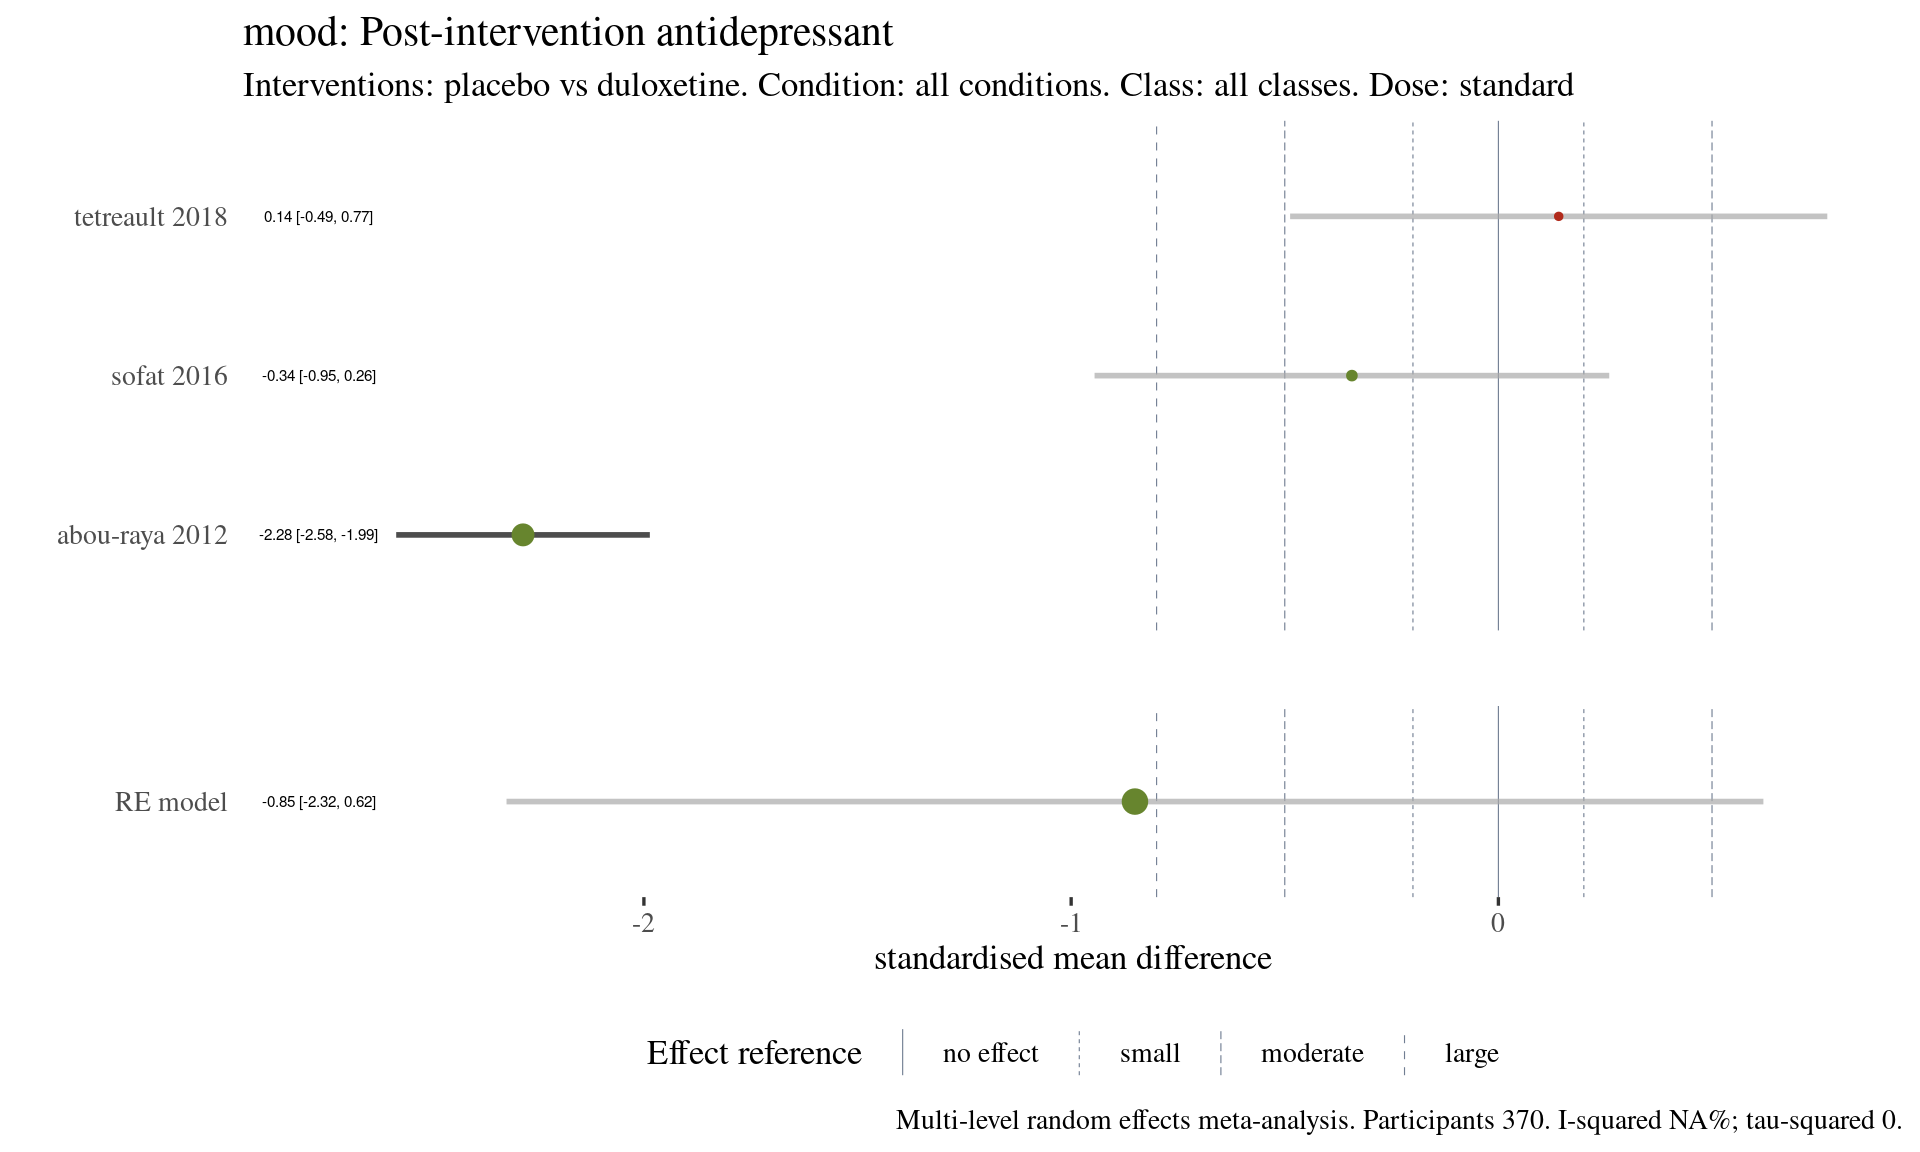 mood: Post-intervention antidepressant
Interventions: placebo vs duloxetine. Condition: all conditions. Class: all classes. Dose: standard
tetreault 2018 0.14 [-0.49, 0.77]
sofat 2016 -0.34 [-0.95, 0.26]
abou-raya 2012 -2.28 [-2.58, -1.99]
RE model -0.85 [-2.32, 0.62]
-2 -1 0
standardised mean difference
Effect reference no effect small moderate large
Multi-level random effects meta-analysis. Participants 370. I-squared NA%; tau-squared 0.